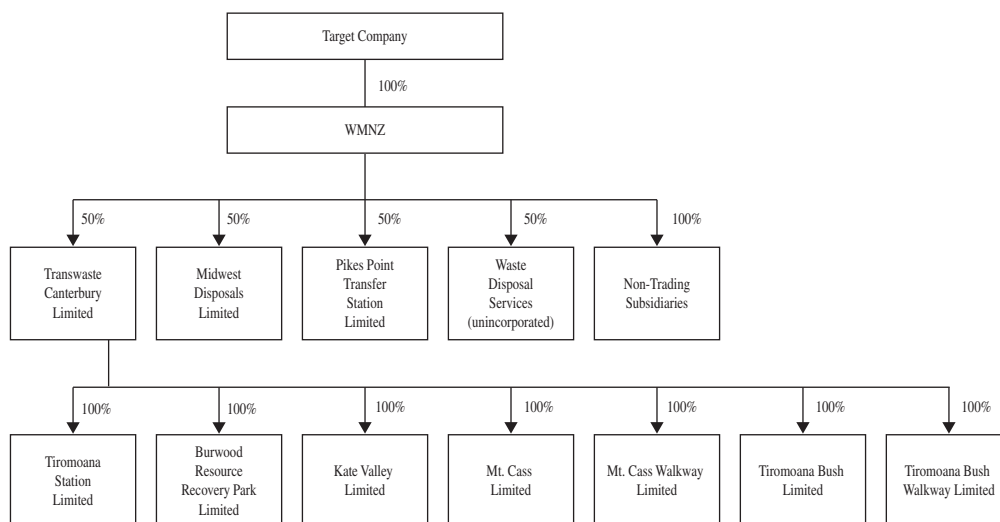 Target Company
100%
WMNZ
50%
50%
50%
50%
100%
Transwaste
Canterbury
Limited
Midwest
Disposals
Limited
Pikes Point
Transfer
Station
Limited
Waste
Disposal
Services
(unincorporated)
Non-Trading
Subsidiaries
100%
100%
100%
100%
100%
100%
100%
Tiromoana
Station
Limited
Burwood
Resource
Recovery Park
Limited
Kate Valley
Limited
Mt. Cass
Limited
Mt. Cass Walkway
Limited
Tiromoana Bush
Limited
Tiromoana Bush
Walkway Limited